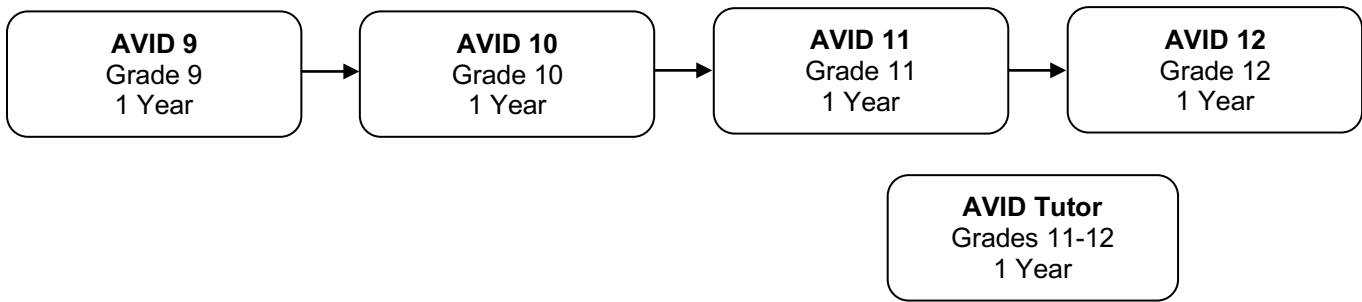 AVID 9
Grade 9
1 Year
AVID 10
Grade 10
1 Year
AVID 11
Grade 11
1 Year
AVID 12
Grade 12
1 Year
AVID Tutor
Grades 11-12
1 Year